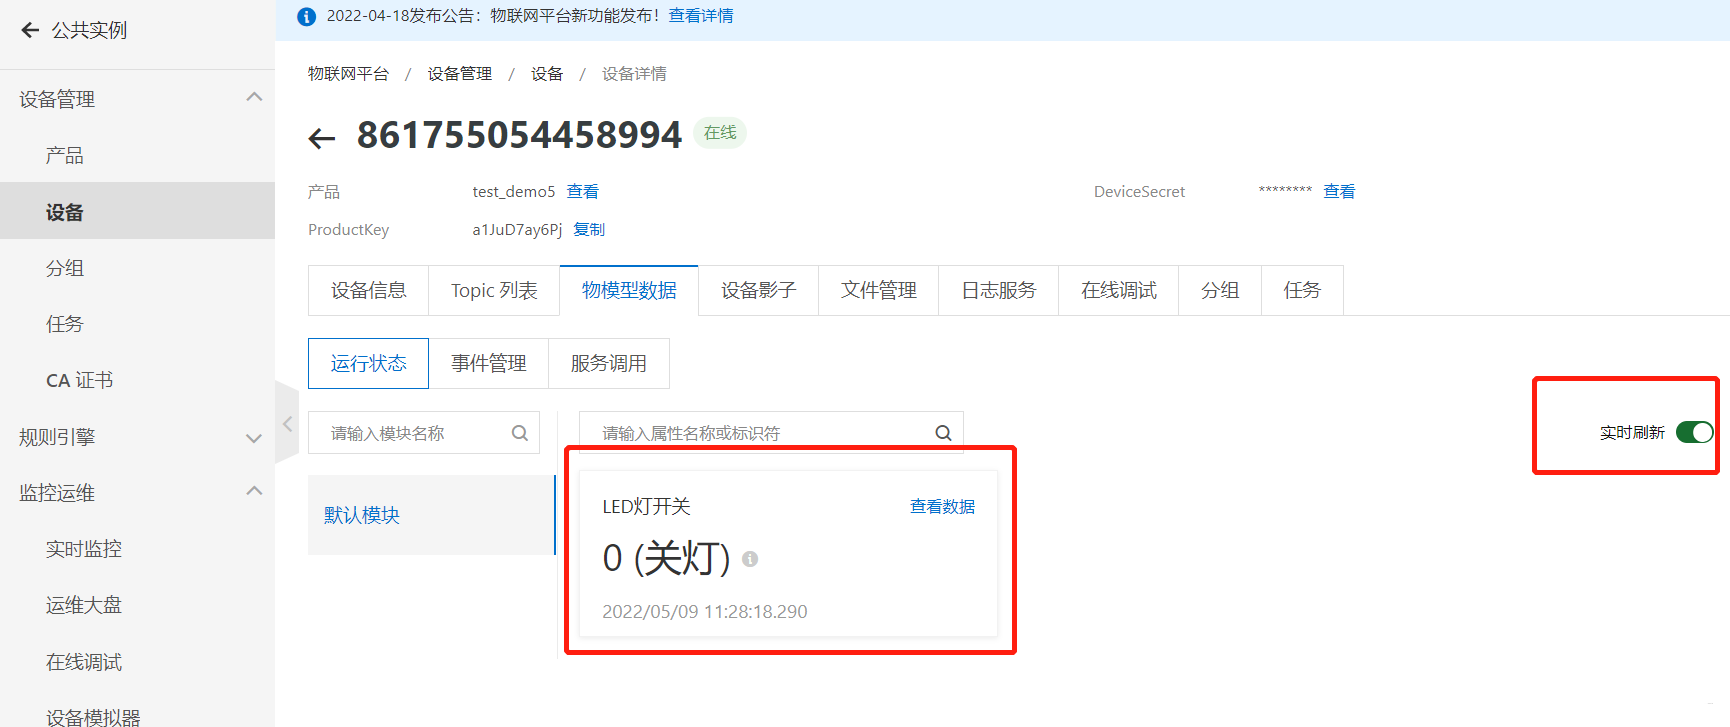 公共实例
设备管理
产品
设备
分组
任务
CA 证书
规则引擎
监控运维
实时监控
运维大盘
在线调试
设备模拟器
2022-04-18发布公告：物联网平台新功能发布！查看详情
物联网平台 / 设备管理 / 设备 / 设备详情
861755054458994 在线
产品 test_demo5 查看 DeviceSecret ******** 查看
ProductKey a1JuD7ay6Pj 复制
设备信息 Topic 列表 物模型数据 设备影子 文件管理 日志服务 在线调试 分组 任务
运行状态 事件管理 服务调用
请输入模块名称 请输入属性名称或标识符 实时刷新
默认模块
LED灯开关 查看数据
0 (关灯)
2022/05/09 11:28:18.290